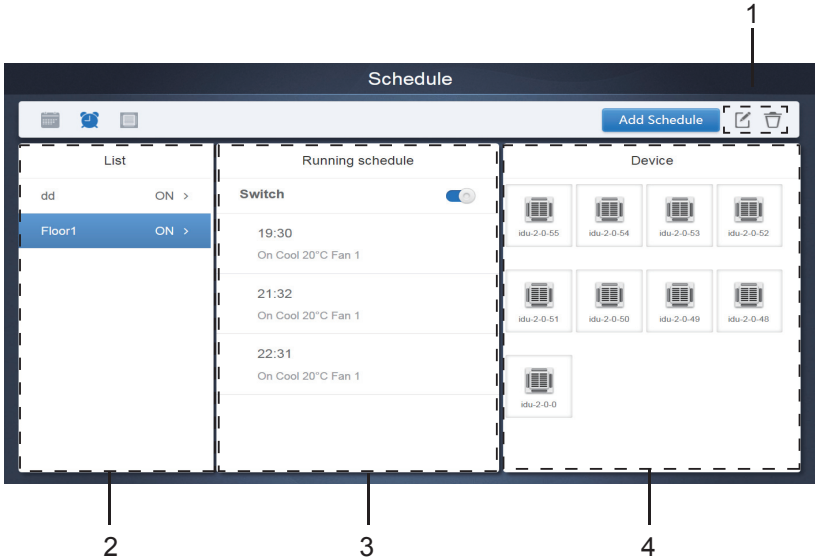 1
Schedule
Add Schedule
List
Running schedule
Device
dd ON >
Floor1 ON >
Switch
19:30
On Cool 20°C Fan 1
21:32
On Cool 20°C Fan 1
22:31
On Cool 20°C Fan 1
idu-2-0-55 idu-2-0-54 idu-2-0-53 idu-2-0-52
idu-2-0-51 idu-2-0-50 idu-2-0-49 idu-2-0-48
idu-2-0-0
2 3 4